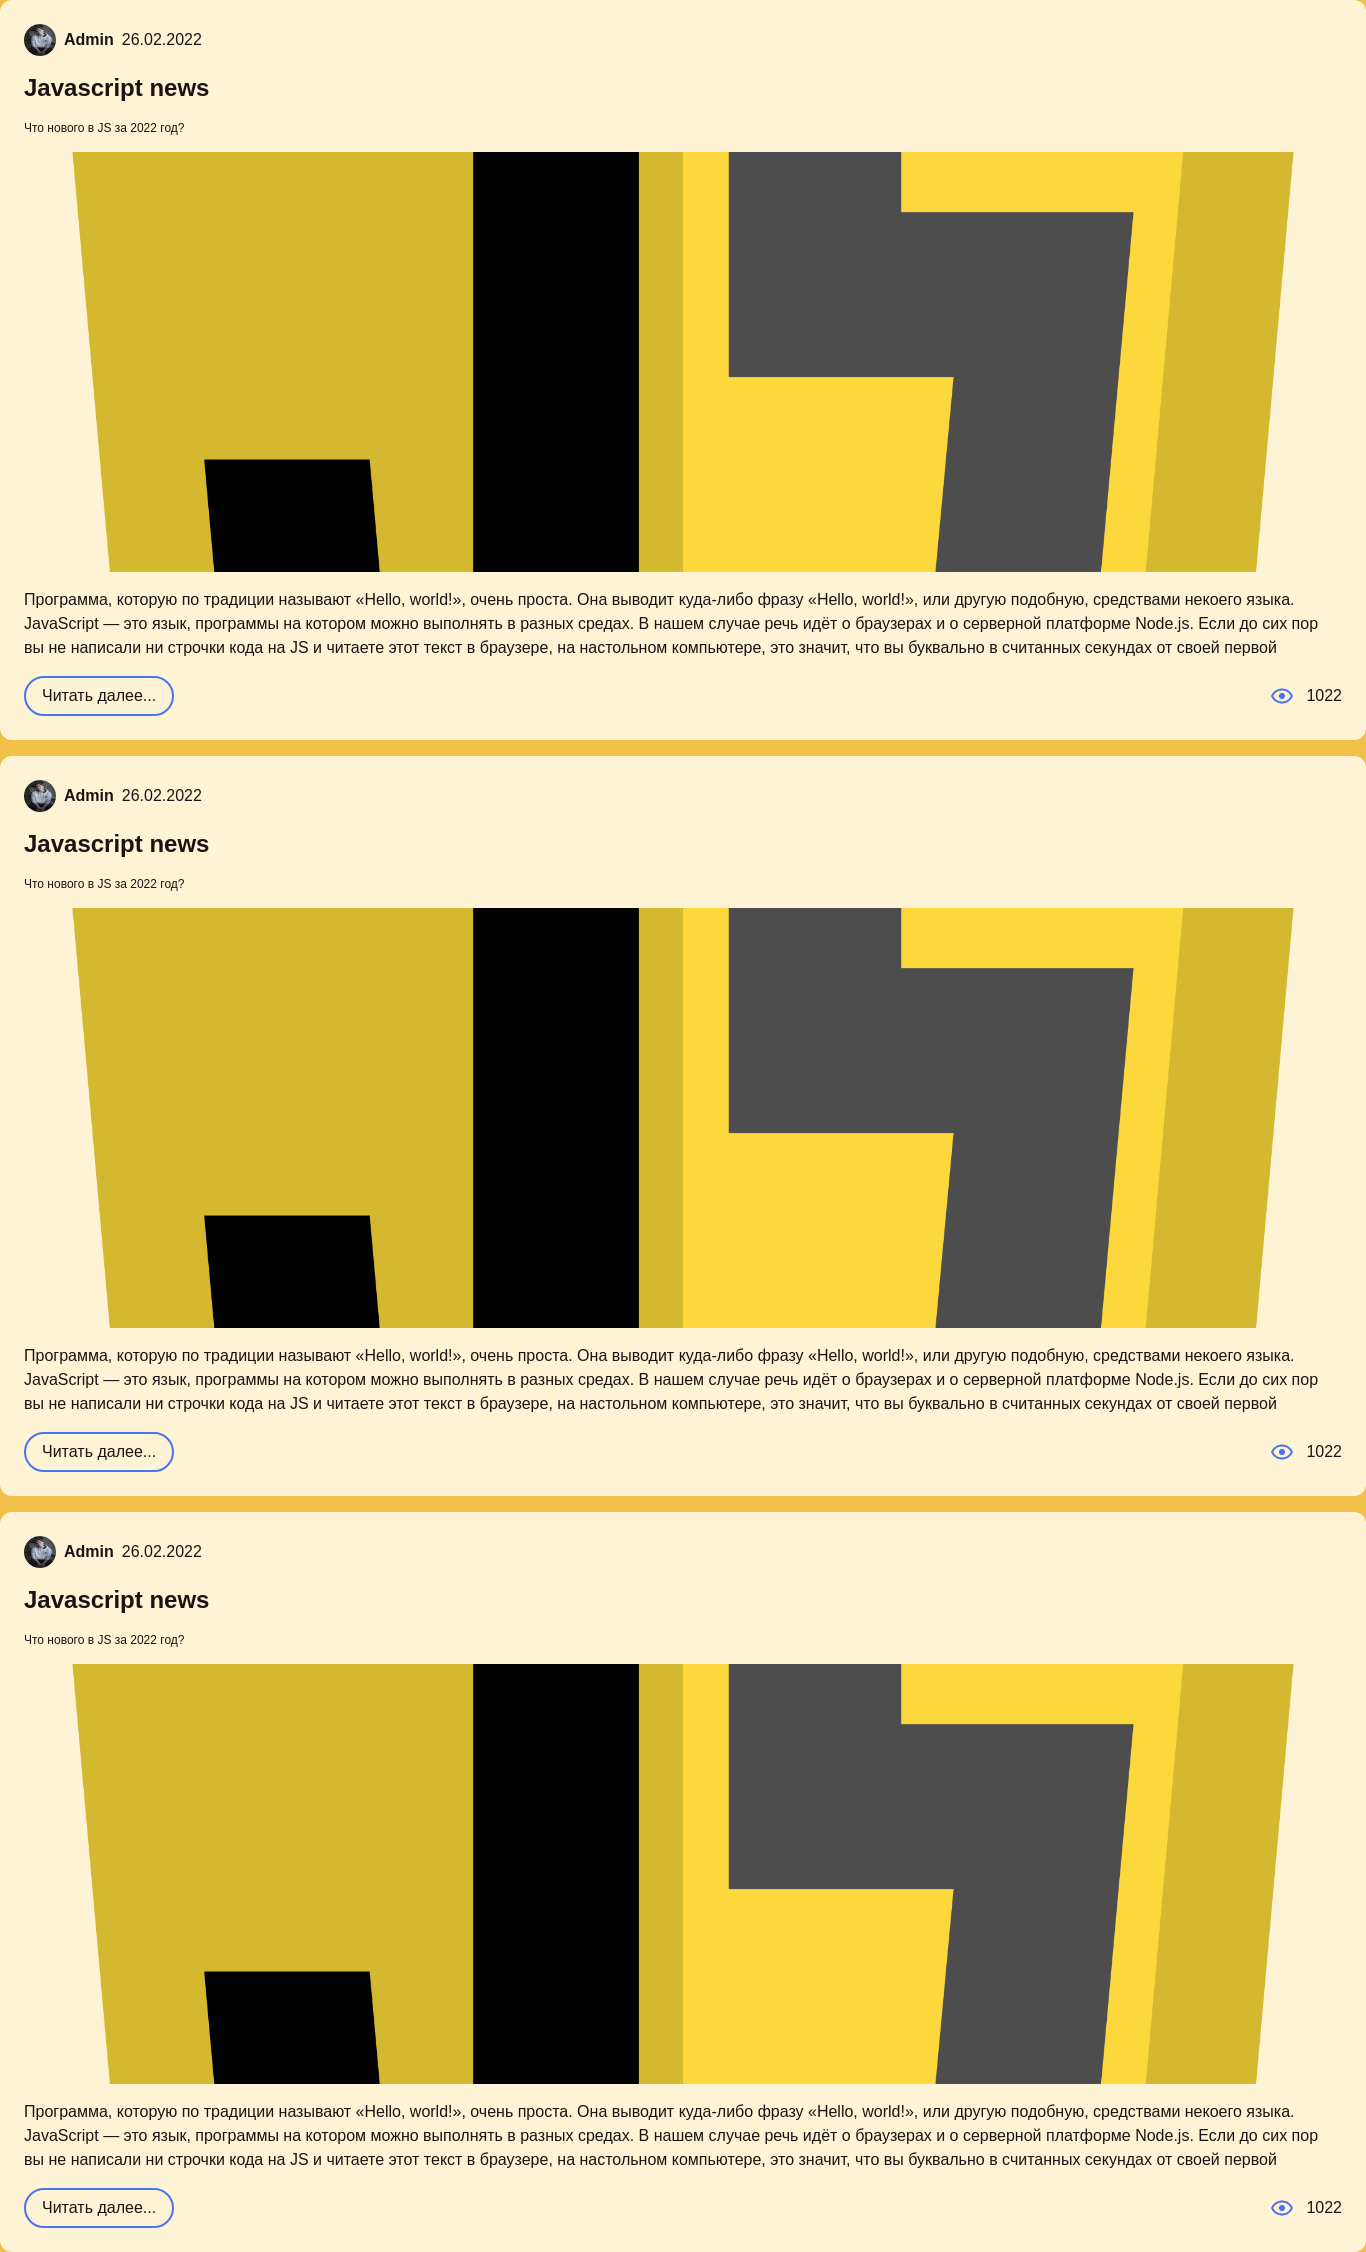 Admin 26.02.2022
Javascript news
Что нового в JS за 2022 год?
Программа, которую по традиции называют «Hello, world!», очень проста. Она выводит куда-либо фразу «Hello, world!», или другую подобную, средствами некоего языка.
JavaScript — это язык, программы на котором можно выполнять в разных средах. В нашем случае речь идёт о браузерах и о серверной платформе Node.js. Если до сих пор
вы не написали ни строчки кода на JS и читаете этот текст в браузере, на настольном компьютере, это значит, что вы буквально в считанных секундах от своей первой
Читать далее... 1022
Admin 26.02.2022
Javascript news
Что нового в JS за 2022 год?
Программа, которую по традиции называют «Hello, world!», очень проста. Она выводит куда-либо фразу «Hello, world!», или другую подобную, средствами некоего языка.
JavaScript — это язык, программы на котором можно выполнять в разных средах. В нашем случае речь идёт о браузерах и о серверной платформе Node.js. Если до сих пор
вы не написали ни строчки кода на JS и читаете этот текст в браузере, на настольном компьютере, это значит, что вы буквально в считанных секундах от своей первой
Читать далее... 1022
Admin 26.02.2022
Javascript news
Что нового в JS за 2022 год?
Программа, которую по традиции называют «Hello, world!», очень проста. Она выводит куда-либо фразу «Hello, world!», или другую подобную, средствами некоего языка.
JavaScript — это язык, программы на котором можно выполнять в разных средах. В нашем случае речь идёт о браузерах и о серверной платформе Node.js. Если до сих пор
вы не написали ни строчки кода на JS и читаете этот текст в браузере, на настольном компьютере, это значит, что вы буквально в считанных секундах от своей первой
Читать далее... 1022